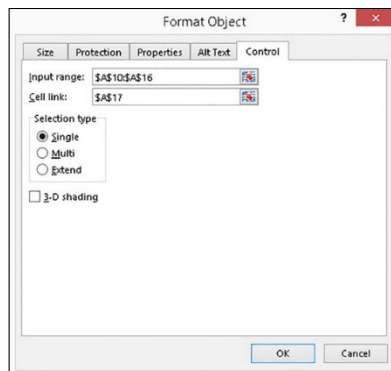 Format Object
?
Size Protection Properties Alt Text Control
Input range: $A$10:$A$16
Cell link: $A$17
Selection type
Single
Multi
Extend
3-D shading
OK Cancel